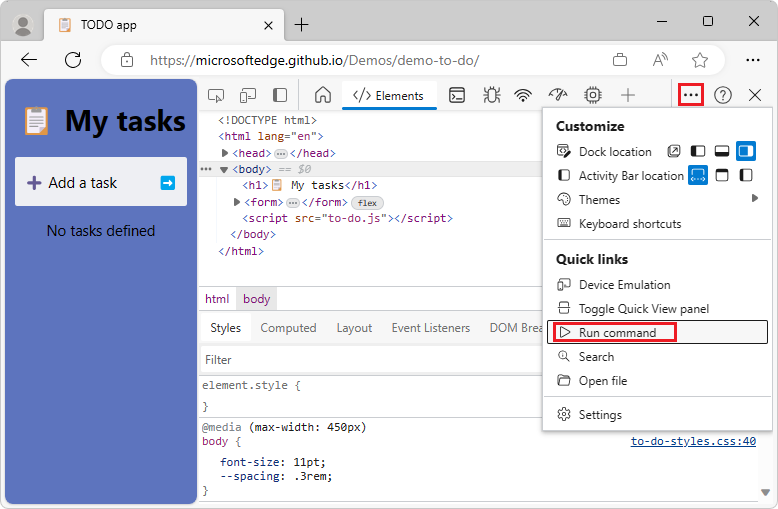 TODO app
https://microsoftedge.github.io/Demos/demo-to-do/
My tasks
Add a task
No tasks defined
Elements
<!DOCTYPE html>
<html lang="en">
<head> … </head>
<body> == $0
<h1>📋 My tasks</h1>
<form> … </form> flex
<script src="to-do.js"></script>
</body>
</html>
html body
Styles Computed Layout Event Listeners DOM Brea
Filter
element.style {
}
@media (max-width: 450px)
body { to-do-styles.css:40
font-size: 11pt;
--spacing: .3rem;
}
Customize
Dock location
Activity Bar location
Themes
Keyboard shortcuts
Quick links
Device Emulation
Toggle Quick View panel
Run command
Search
Open file
Settings